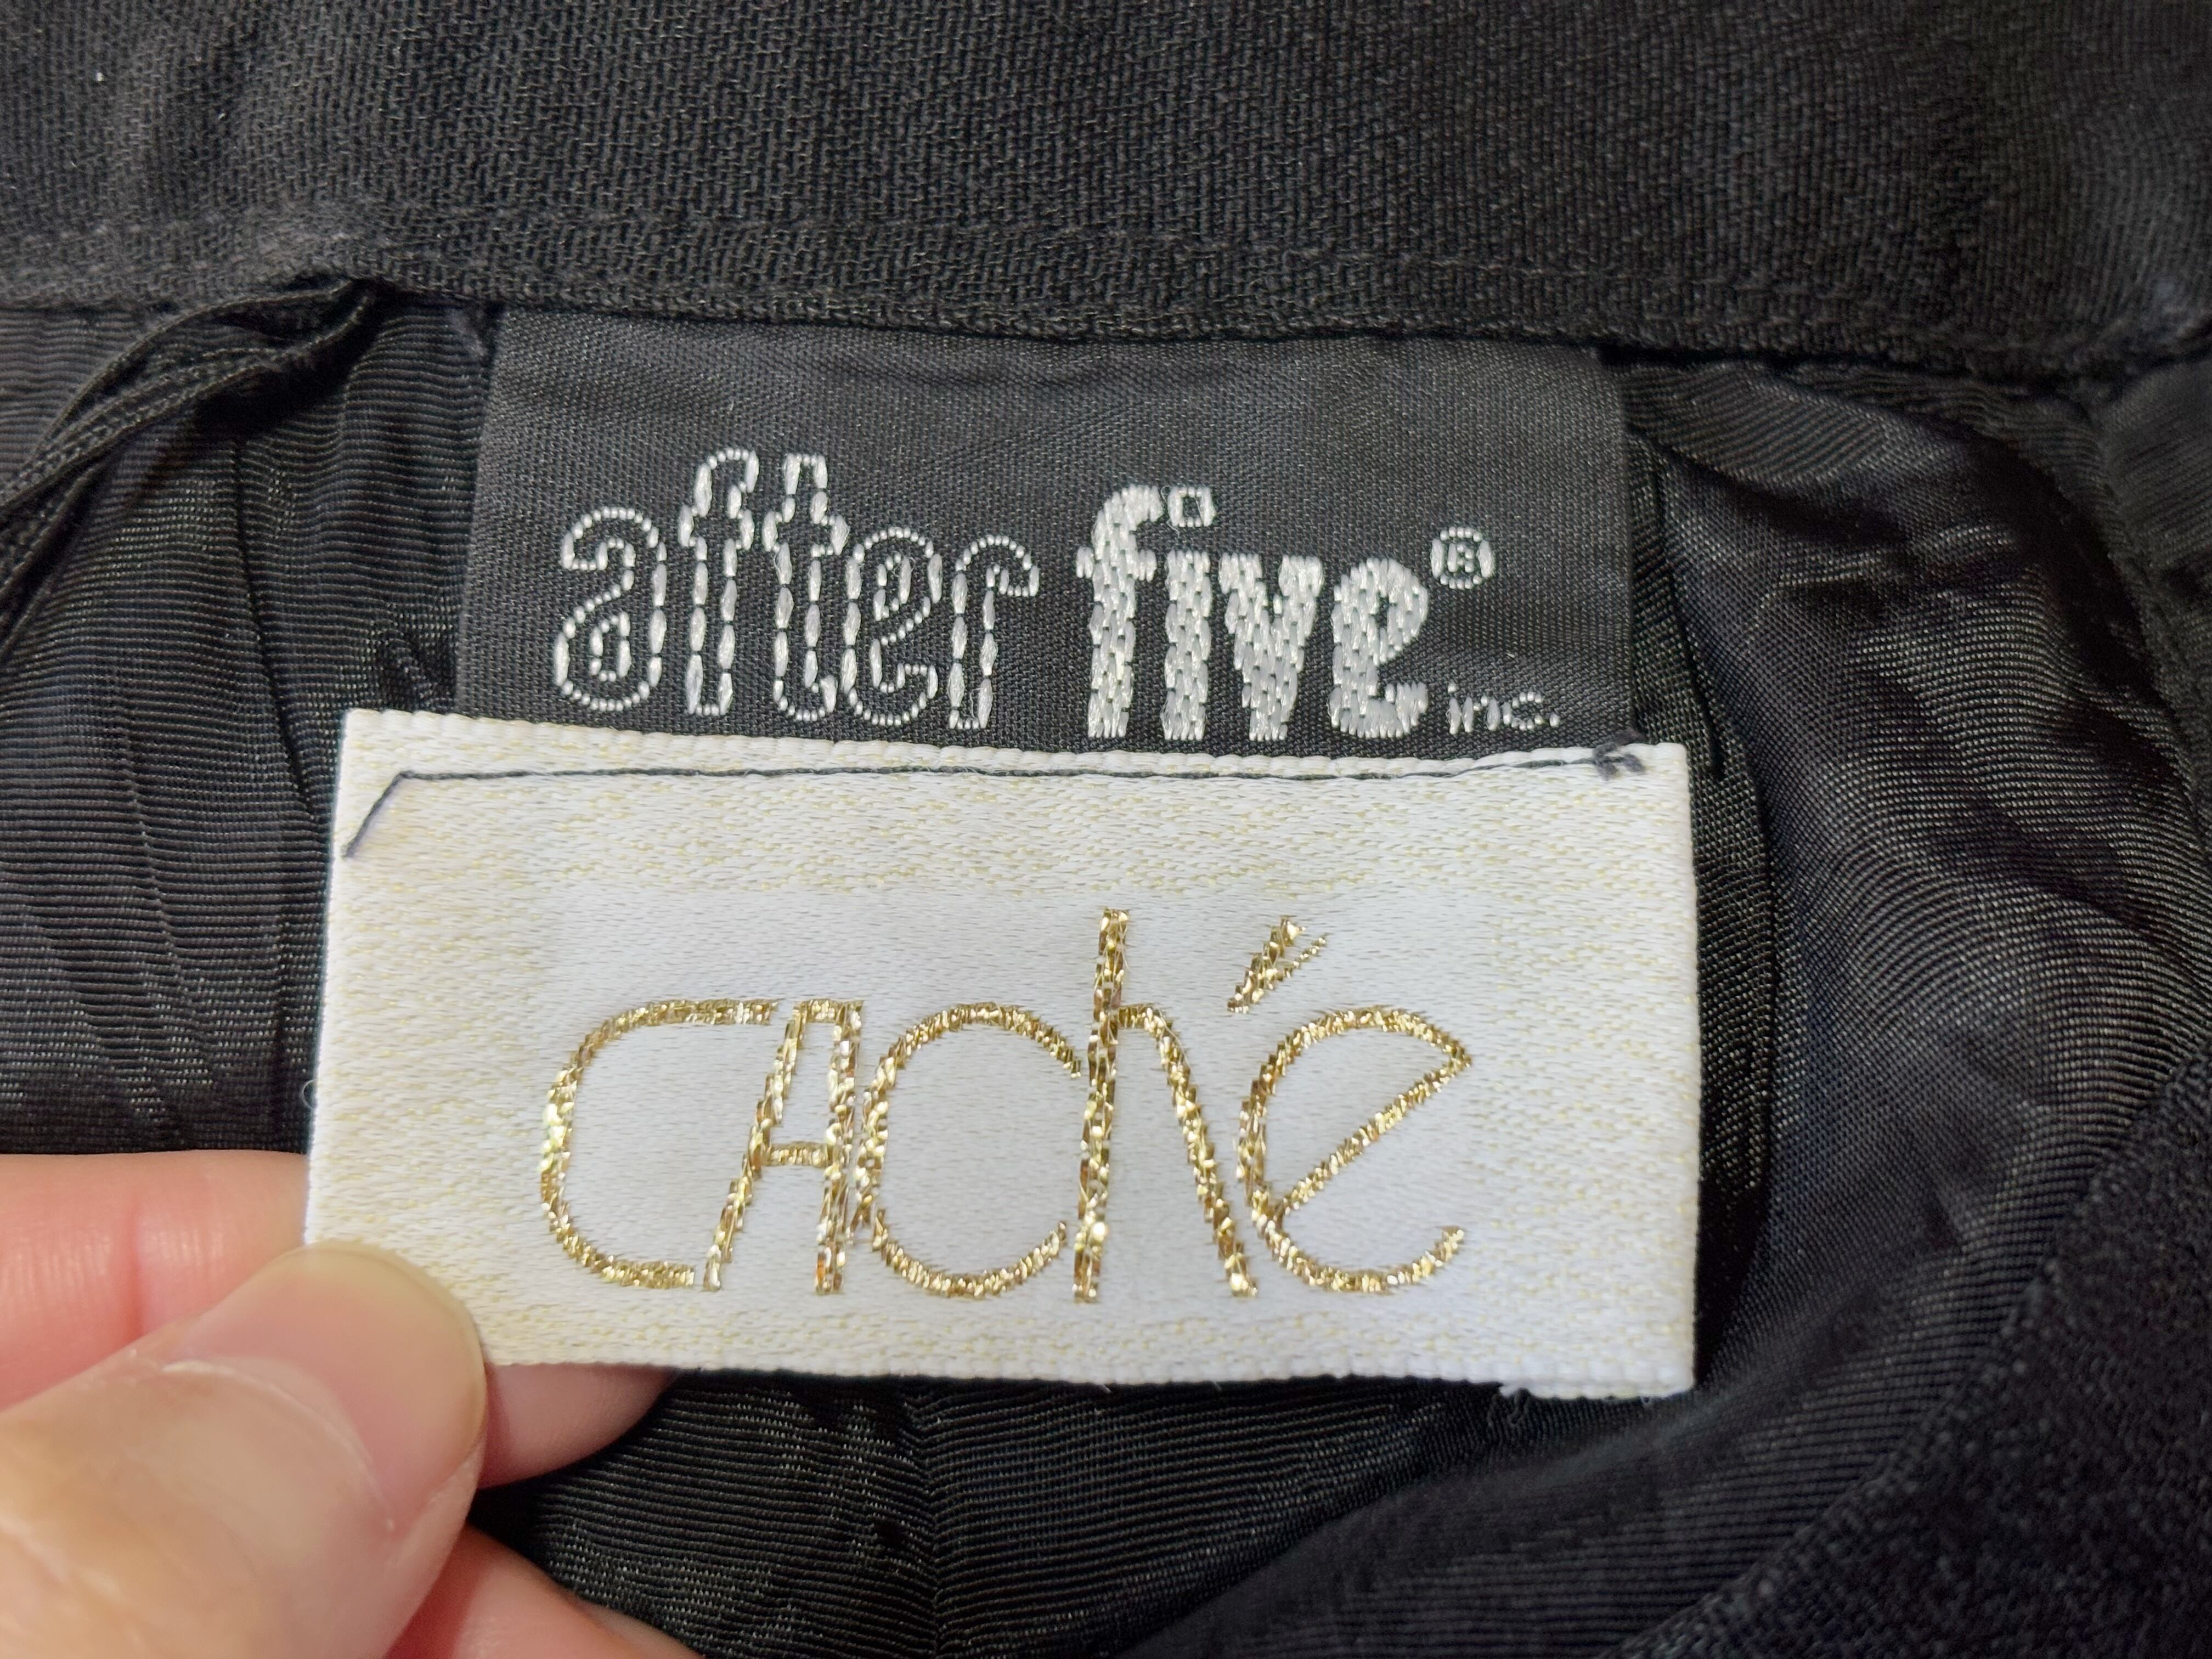 after five® inc.
CAché